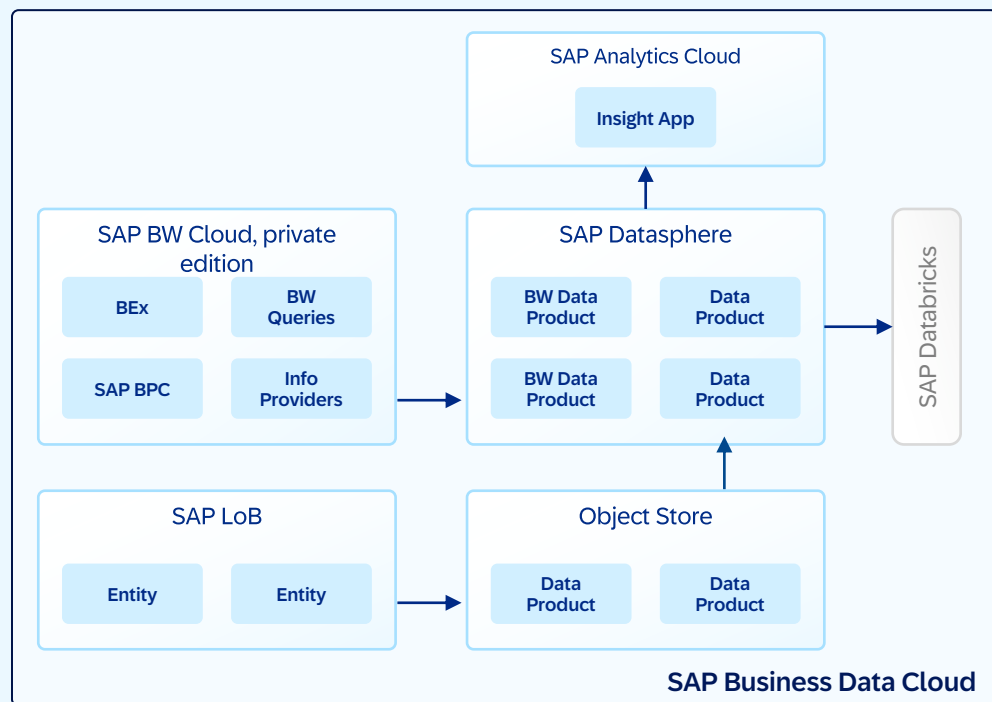 SAP Analytics Cloud
Insight App
SAP BW Cloud, private
edition
BEx
BW
Queries
SAP BPC
Info
Providers
SAP Datasphere
BW Data
Product
Data
Product
BW Data
Product
Data
Product
SAP Databricks
SAP LoB
Entity
Entity
Object Store
Data
Product
Data
Product
SAP Business Data Cloud